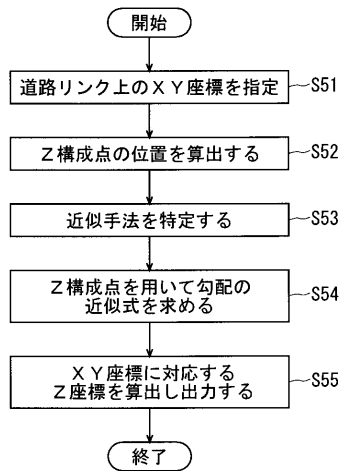 開始
道路リンク上のXY座標を指定
S51
Z構成点の位置を算出する
S52
近似手法を特定する
S53
Z構成点を用いて勾配の
近似式を求める
S54
XY座標に対応する
Z座標を算出し出力する
S55
終了